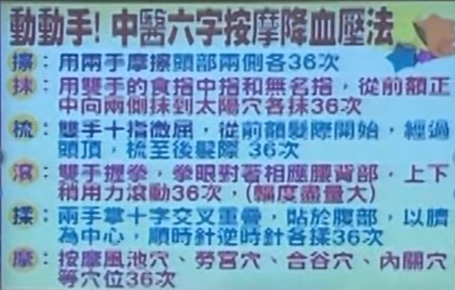 動動手!中醫六字按摩降血壓法
擦:用兩手摩擦頭部兩側各36次
抹:用雙手的食指中指和無名指,從前額正
中向兩側抹到太陽穴各抹36次
梳:雙手十指微屈,從前額髮際開始,經過
頭頂,梳至後髮際 36次
滾:雙手握拳,拳眼對著相應腰背部,上下
稍用力滾動36次,(幅度盡量大)
揉:兩手掌十字交叉重疊,貼於腹部,以臍
為中心,順時針逆時針各揉36次
摩:按摩風池穴、勞宮穴、合谷穴、內關穴
等穴位36次